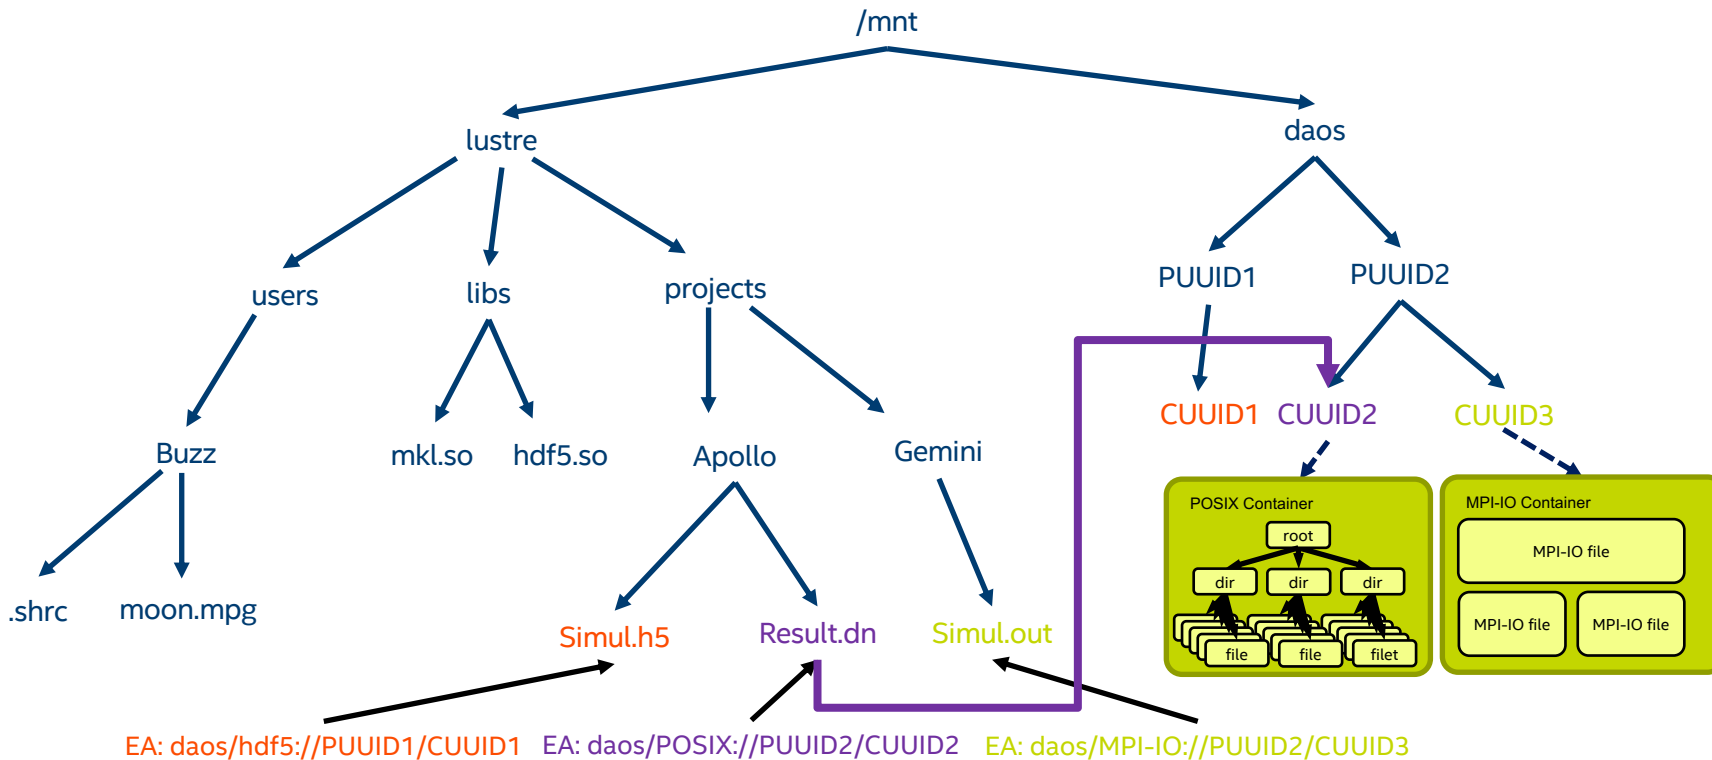 /mnt
lustre
daos
users
libs
projects
PUUID1
PUUID2
Buzz
mkl.so
hdf5.so
Apollo
Gemini
CUUID1
CUUID2
CUUID3
.shrc
moon.mpg
Simul.h5
Result.dn
Simul.out
POSIX Container
root
dir
dir
dir
file
file
filet
MPI-IO Container
MPI-IO file
MPI-IO file
MPI-IO file
EA: daos/hdf5://PUUID1/CUUID1
EA: daos/POSIX://PUUID2/CUUID2
EA: daos/MPI-IO://PUUID2/CUUID3